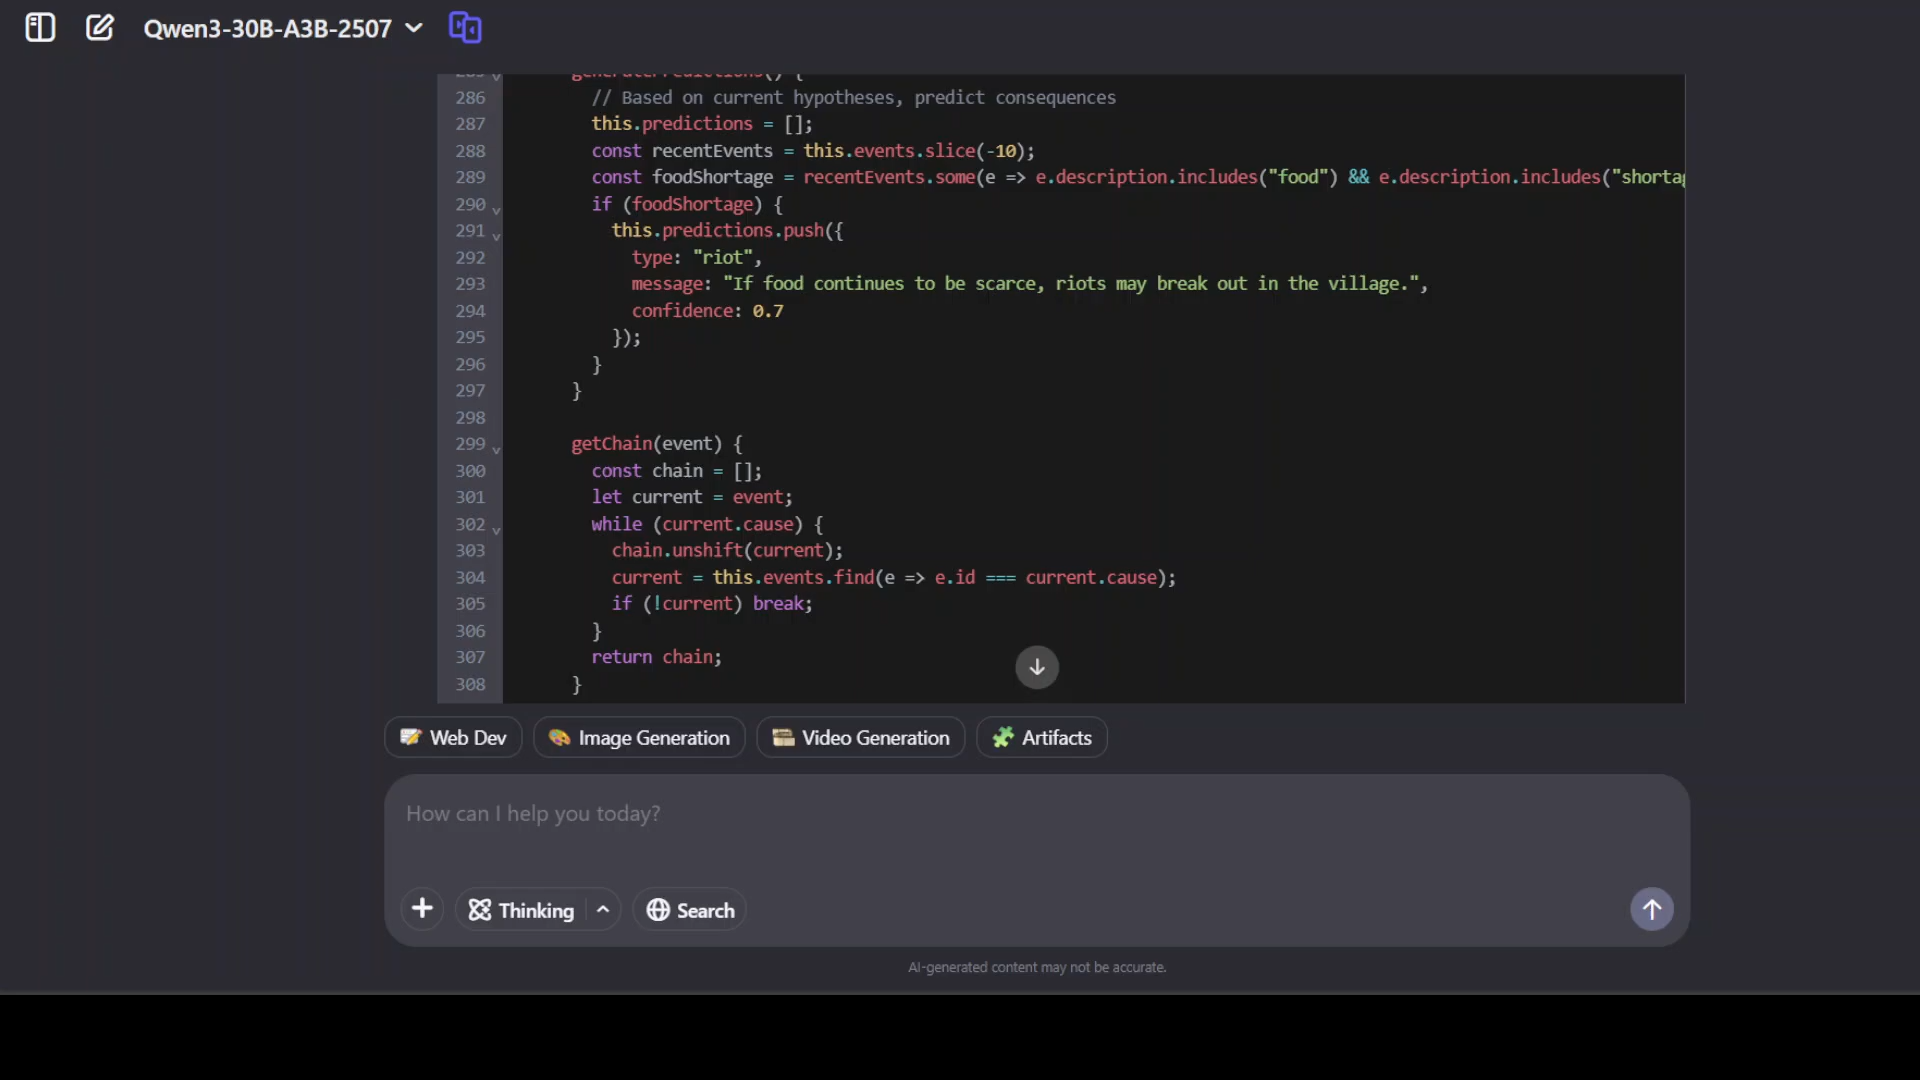 Qwen3-30B-A3B-2507
285 generatePredictions() {
286 // Based on current hypotheses, predict consequences
287 this.predictions = [];
288 const recentEvents = this.events.slice(-10);
289 const foodShortage = recentEvents.some(e => e.description.includes("food") && e.description.includes("shortag
290 if (foodShortage) {
291 this.predictions.push({
292 type: "riot",
293 message: "If food continues to be scarce, riots may break out in the village.",
294 confidence: 0.7
295 });
296 }
297 }
298
299 getChain(event) {
300 const chain = [];
301 let current = event;
302 while (current.cause) {
303 chain.unshift(current);
304 current = this.events.find(e => e.id === current.cause);
305 if (!current) break;
306 }
307 return chain;
308 }
Web Dev Image Generation Video Generation Artifacts
How can I help you today?
Thinking Search
AI-generated content may not be accurate.